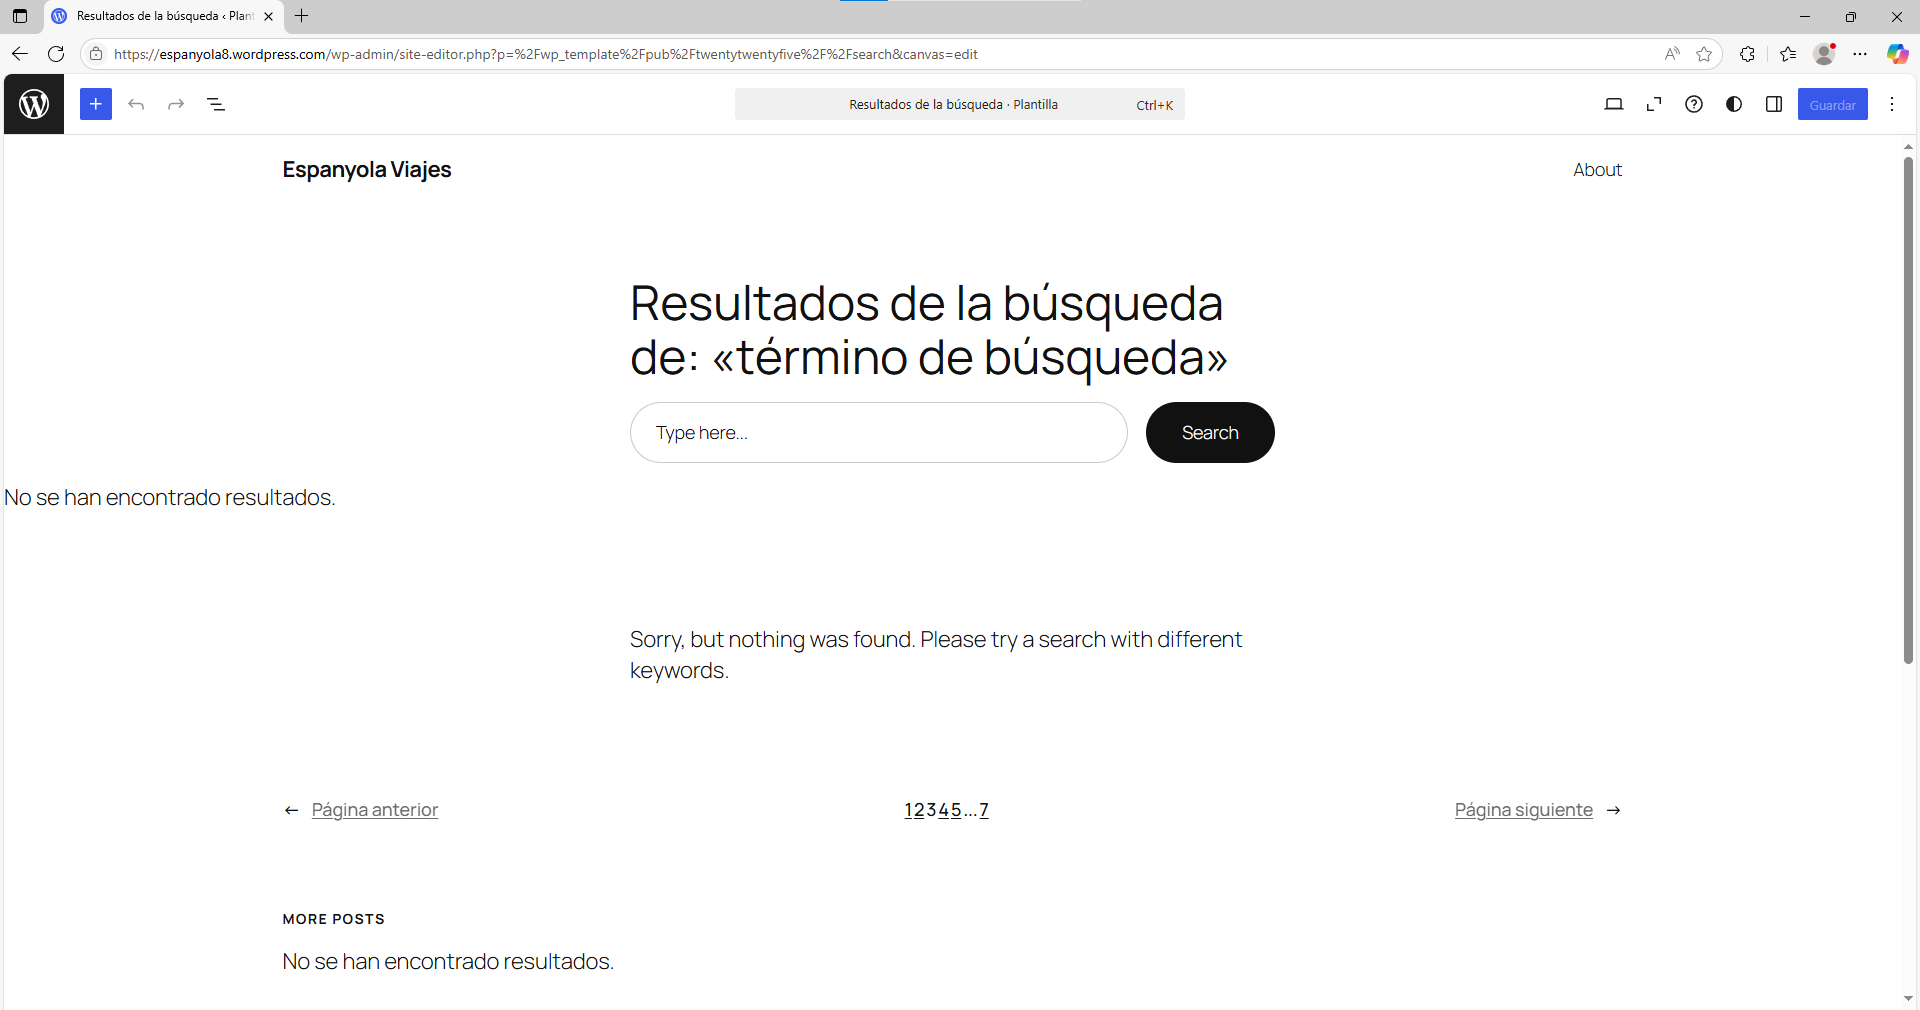 Resultados de la búsqueda ‹ Plant
https://espanyola8.wordpress.com/wp-admin/site-editor.php?p=%2Fwp_template%2Fpub%2Ftwentytwentyfive%2F%2Fsearch&canvas=edit
Resultados de la búsqueda · Plantilla Ctrl+K
Guardar
Espanyola Viajes
About
Resultados de la búsqueda
de: «término de búsqueda»
Type here...
Search
No se han encontrado resultados.
Sorry, but nothing was found. Please try a search with different
keywords.
← Página anterior
1 2 3 4 5 ... 7
Página siguiente →
MORE POSTS
No se han encontrado resultados.